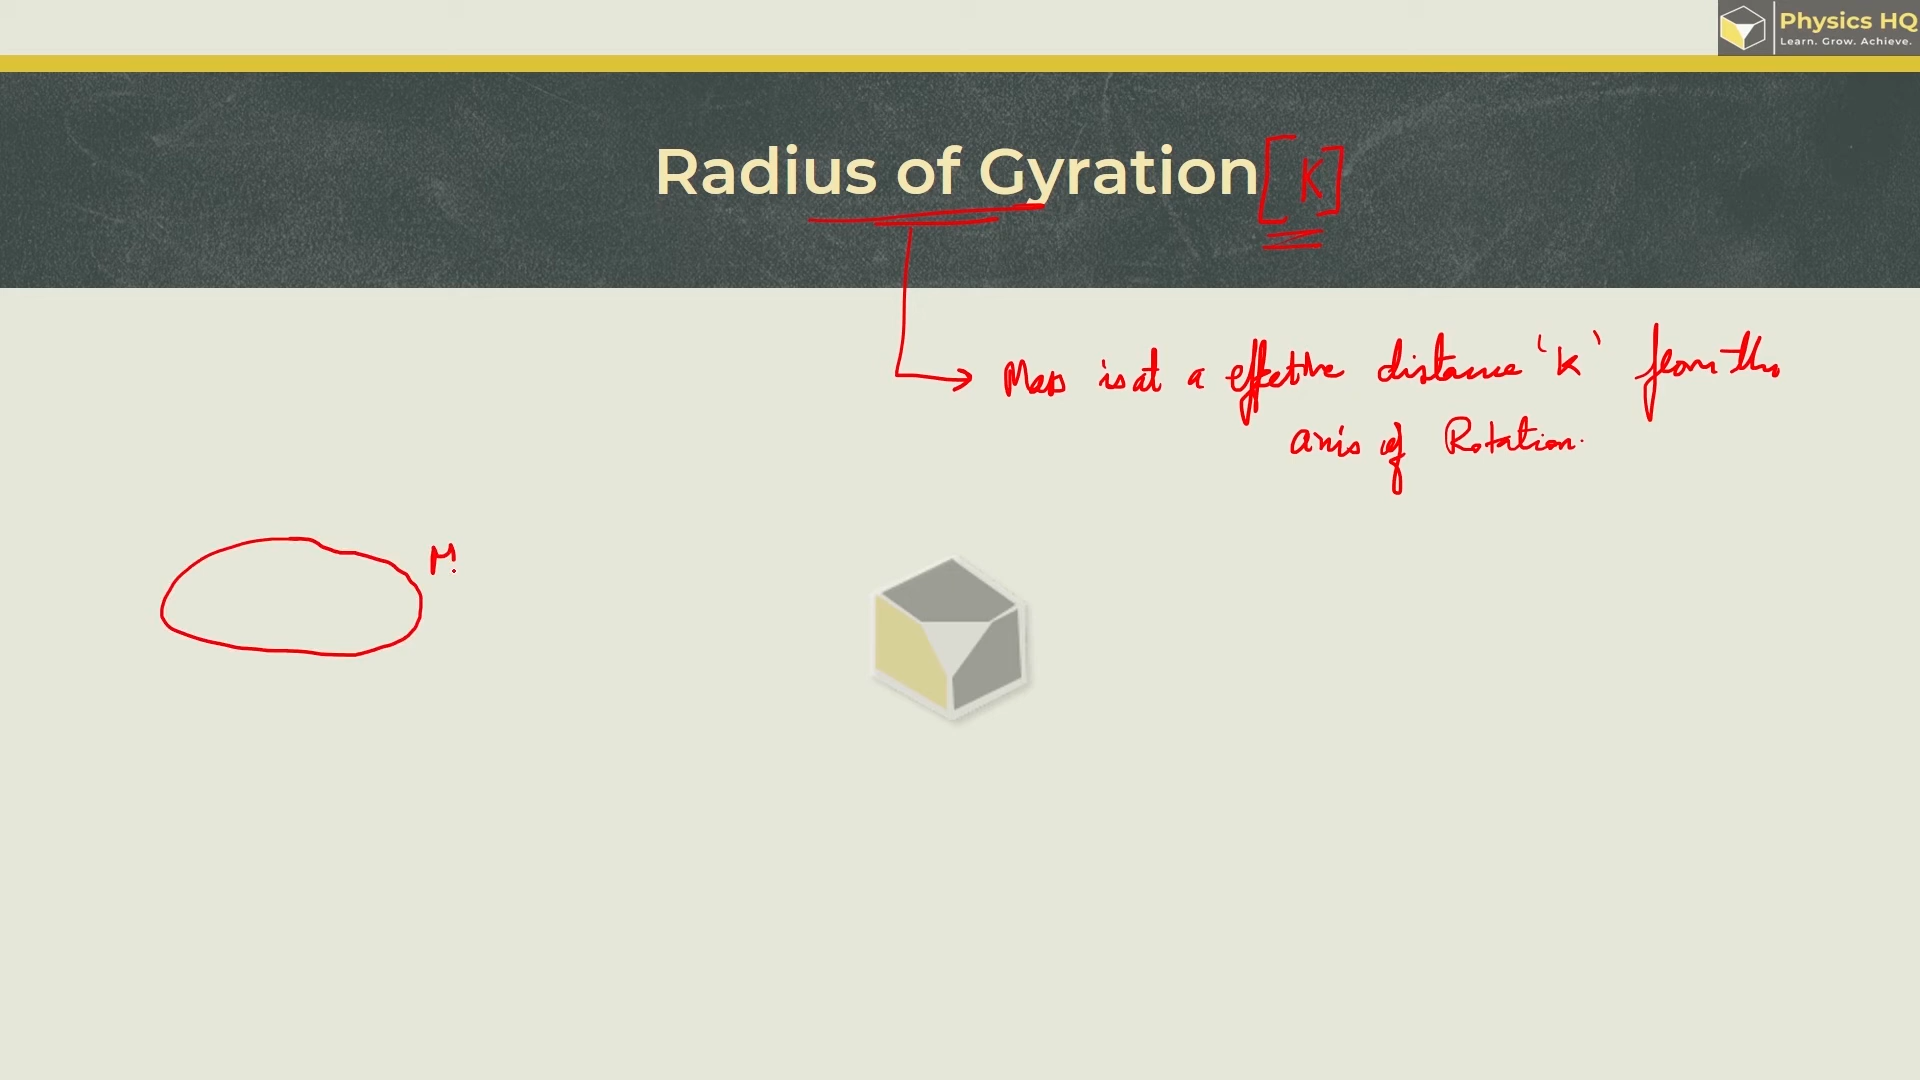 Physics HQ
Learn. Grow. Achieve.
Radius of Gyration [K]
Mass is at a effective distance 'K' from the
axis of Rotation.
M